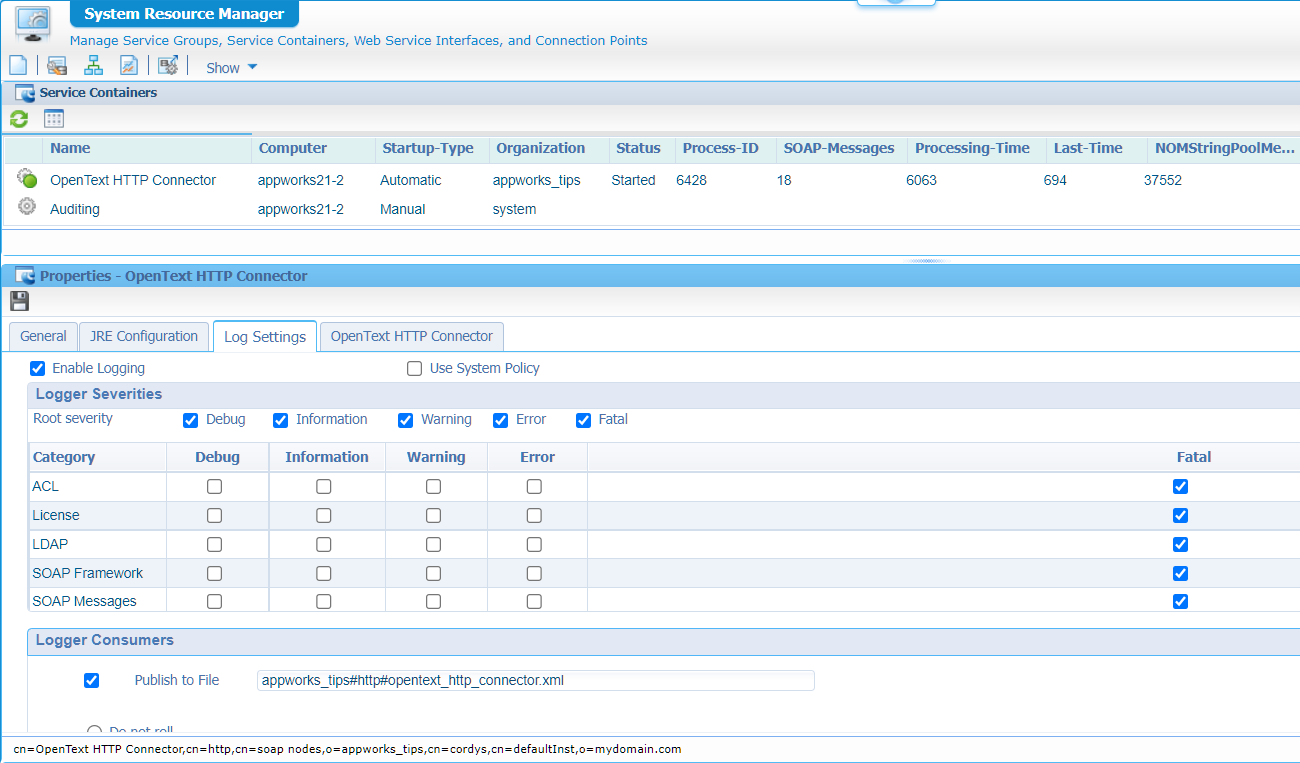 System Resource Manager
Manage Service Groups, Service Containers, Web Service Interfaces, and Connection Points
Show
Service Containers
Name Computer Startup-Type Organization Status Process-ID SOAP-Messages Processing-Time Last-Time NOMStringPoolMe...
OpenText HTTP Connector appworks21-2 Automatic appworks_tips Started 6428 18 6063 694 37552
Auditing appworks21-2 Manual system
Properties - OpenText HTTP Connector
General JRE Configuration Log Settings OpenText HTTP Connector
Enable Logging Use System Policy
Logger Severities
Root severity Debug Information Warning Error Fatal
Category Debug Information Warning Error Fatal
ACL
License
LDAP
SOAP Framework
SOAP Messages
Logger Consumers
Publish to File appworks_tips#http#opentext_http_connector.xml
Do not roll
cn=OpenText HTTP Connector,cn=http,cn=soap nodes,o=appworks_tips,cn=cordys,cn=defaultInst,o=mydomain.com